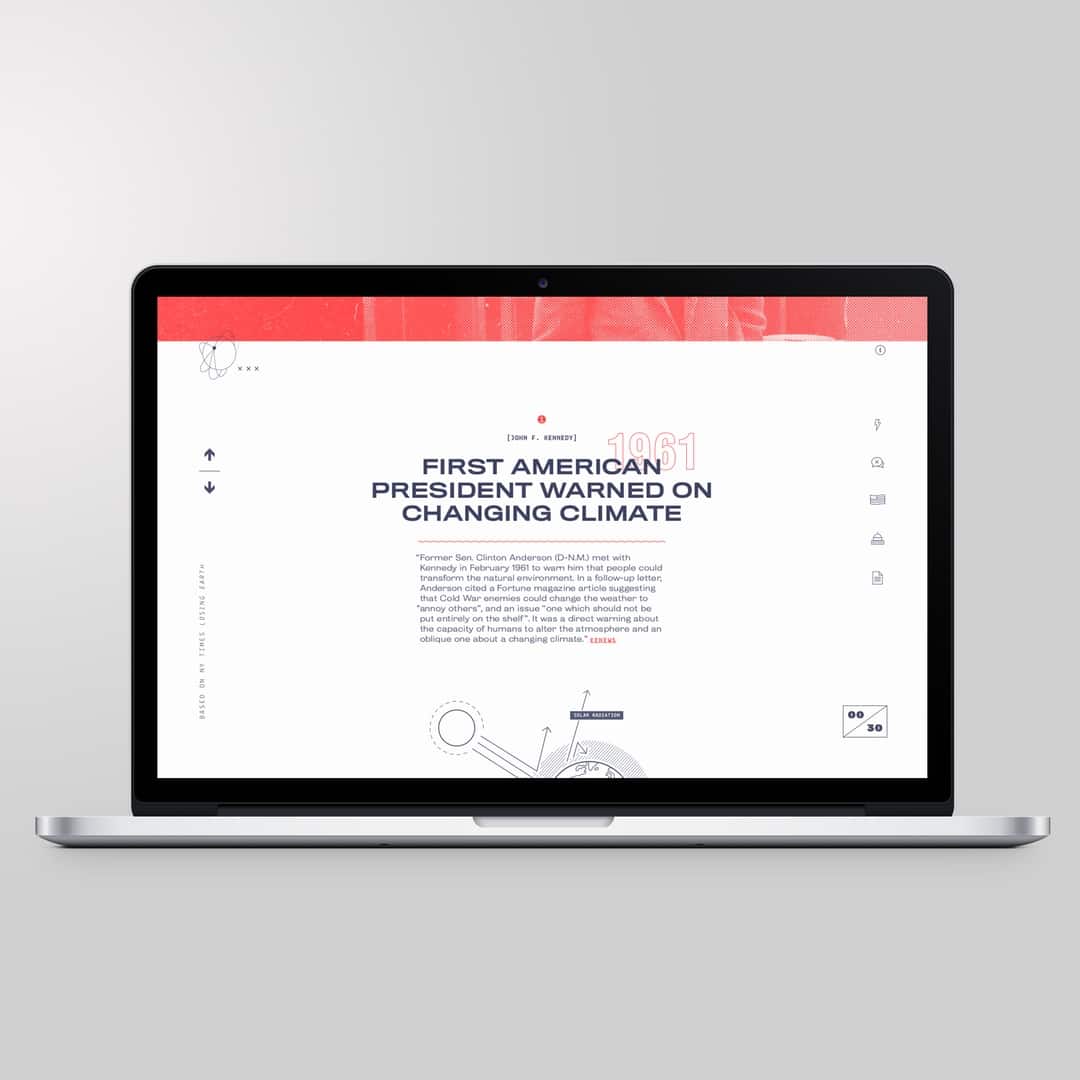 × × ×
[JOHN F. KENNEDY]
1961
FIRST AMERICAN
PRESIDENT WARNED ON
CHANGING CLIMATE
"Former Sen. Clinton Anderson (D-N.M.) met with
Kennedy in February 1961 to warn him that people could
transform the natural environment. In a follow-up letter,
Anderson cited a Fortune magazine article suggesting
that Cold War enemies could change the weather to
"annoy others", and an issue "one which should not be
put entirely on the shelf". It was a direct warning about
the capacity of humans to alter the atmosphere and an
oblique one about a changing climate." EENEWS
BASED ON NY TIMES LOSING EARTH
SOLAR RADIATION
00
30